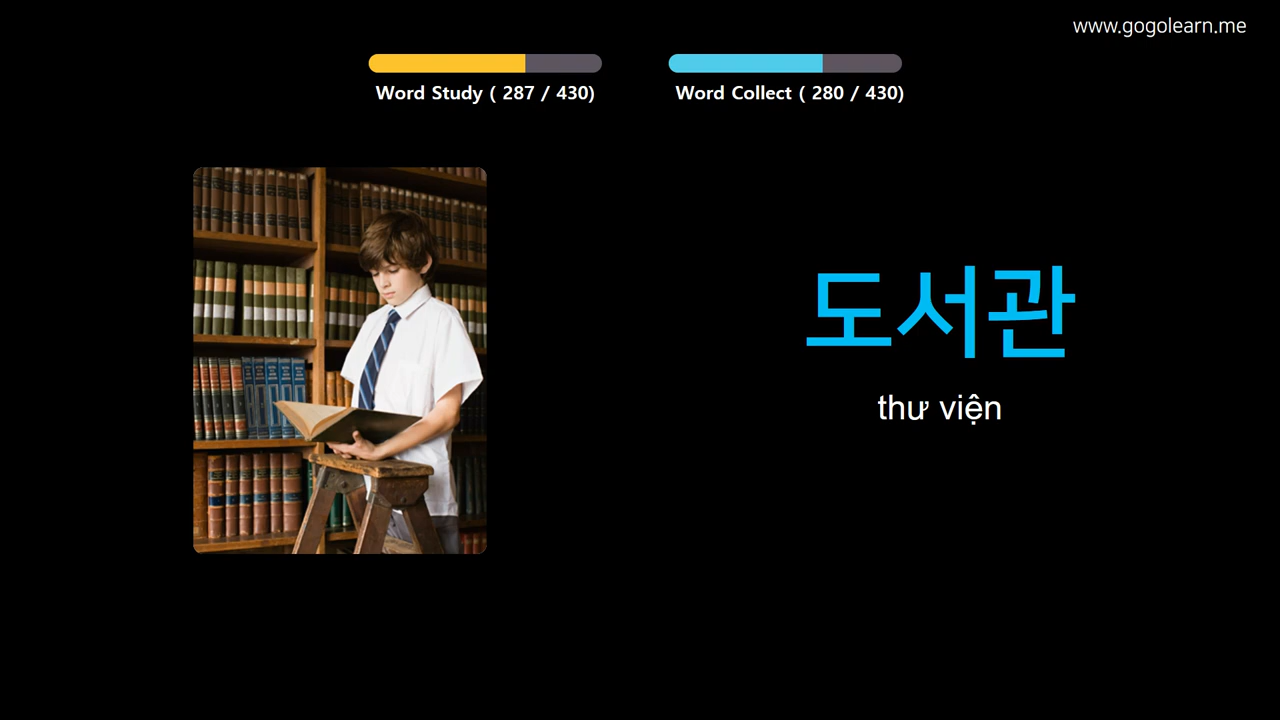 www.gogolearn.me
Word Study ( 287 / 430)
Word Collect ( 280 / 430)
도서관
thư viện